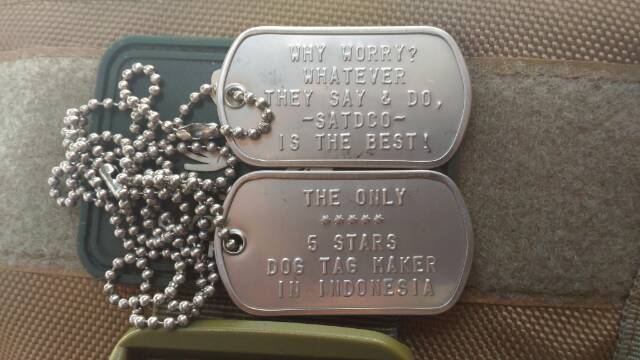 WHY WORRY?
WHATEVER
THEY SAY & DO,
~SATDCO~
IS THE BEST!
THE ONLY
*****
5 STARS
DOG TAG MAKER
IN INDONESIA